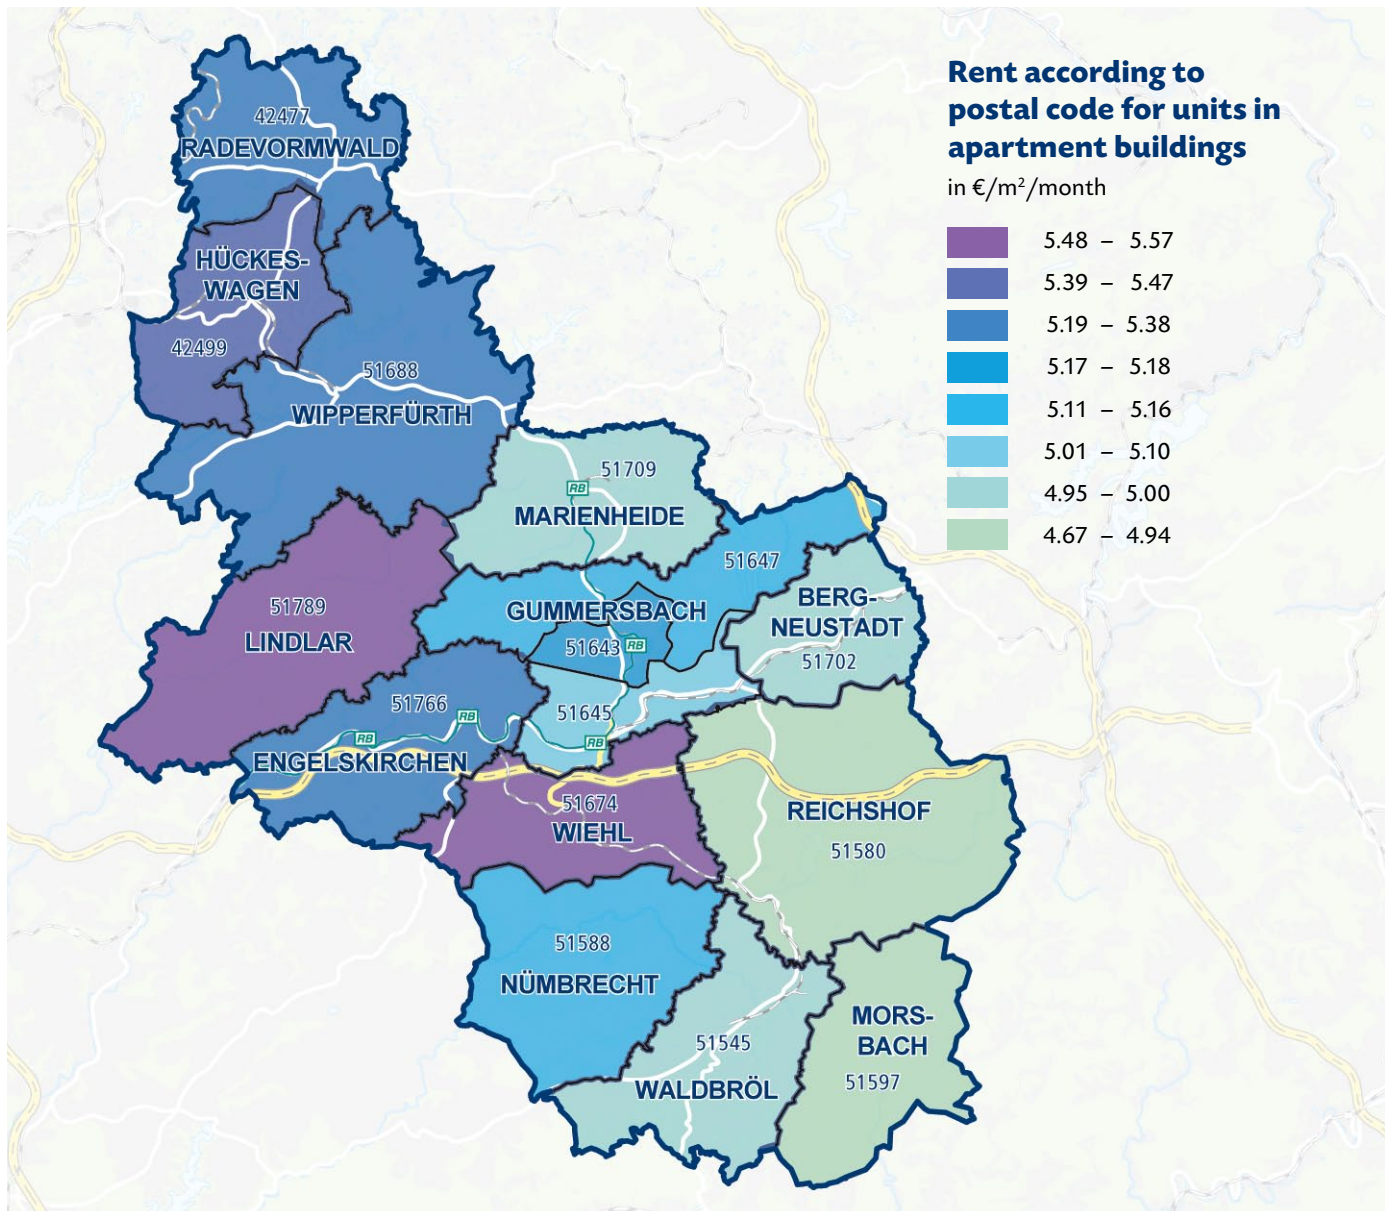 Rent according to
postal code for units in
apartment buildings
in €/m²/month
5.48 – 5.57
5.39 – 5.47
5.19 – 5.38
5.17 – 5.18
5.11 – 5.16
5.01 – 5.10
4.95 – 5.00
4.67 – 4.94
42477
RADEVORMWALD
HÜCKES-
WAGEN
42499
51688
WIPPERFÜRTH
51709
RB
MARIENHEIDE
51647
GUMMERSBACH
51643
RB
BERG-
NEUSTADT
51702
51789
LINDLAR
51766
RB
RB
ENGELSKIRCHEN
51645
RB
51674
WIEHL
REICHSHOF
51580
51588
NÜMBRECHT
51545
WALDBRÖL
MORS-
BACH
51597